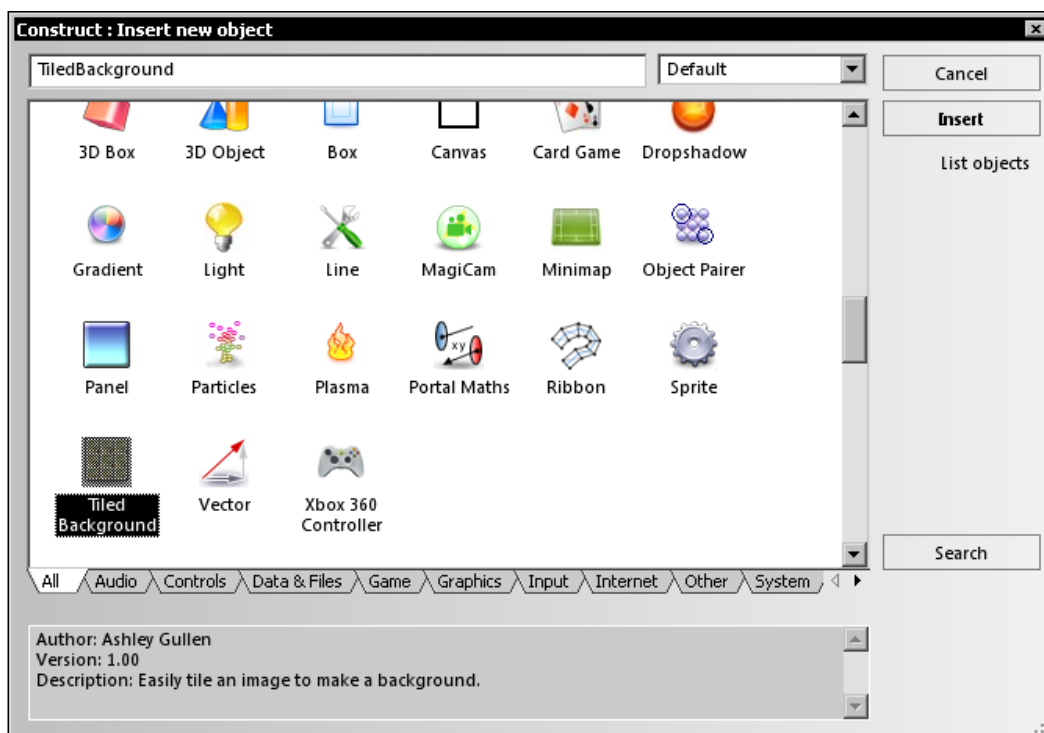 Construct : Insert new object
TiledBackground
Default
Cancel
Insert
List objects
3D Box
3D Object
Box
Canvas
Card Game
Dropshadow
Gradient
Light
Line
MagiCam
Minimap
Object Pairer
Panel
Particles
Plasma
xy
Portal Maths
Ribbon
Sprite
Tiled
Background
Vector
Xbox 360
Controller
Search
All
Audio
Controls
Data & Files
Game
Graphics
Input
Internet
Other
System
Author: Ashley Gullen
Version: 1.00
Description: Easily tile an image to make a background.